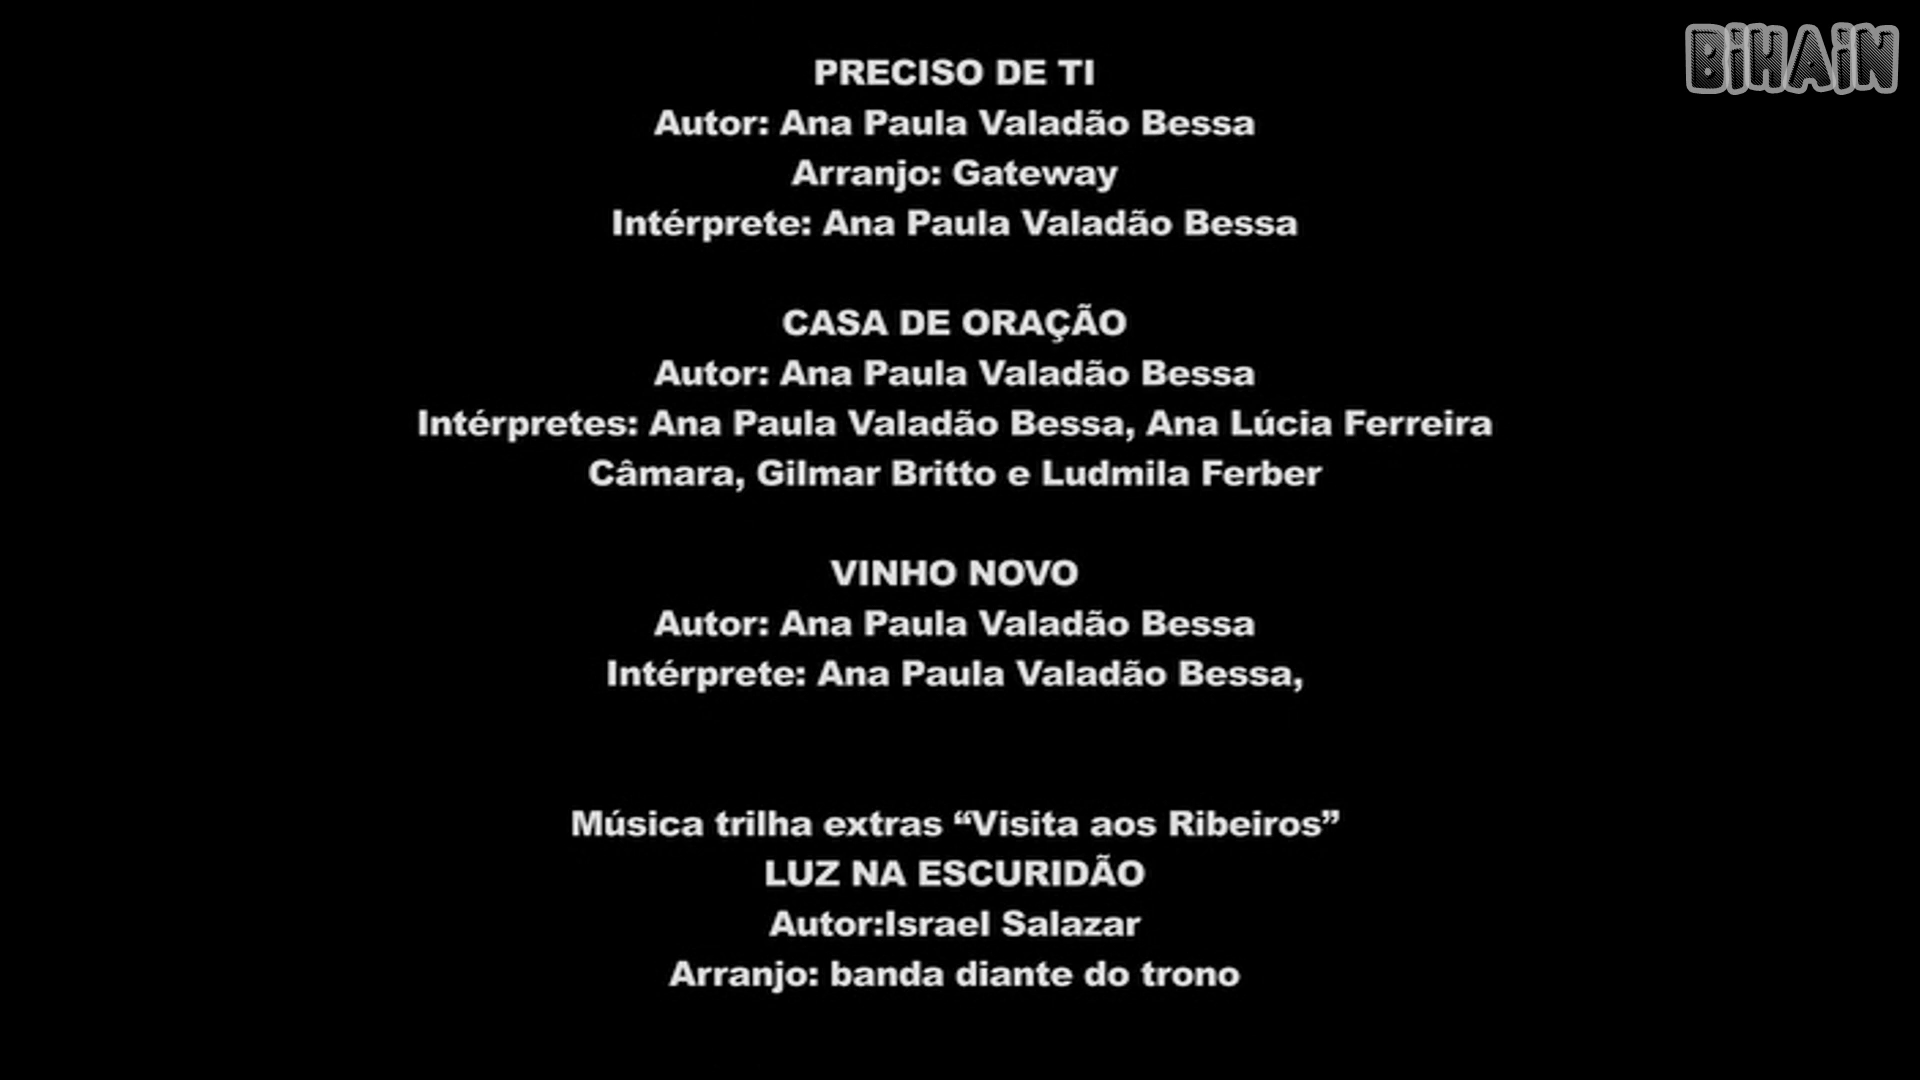 BiHAiN
PRECISO DE TI
Autor: Ana Paula Valadão Bessa
Arranjo: Gateway
Intérprete: Ana Paula Valadão Bessa
CASA DE ORAÇÃO
Autor: Ana Paula Valadão Bessa
Intérpretes: Ana Paula Valadão Bessa, Ana Lúcia Ferreira
Câmara, Gilmar Britto e Ludmila Ferber
VINHO NOVO
Autor: Ana Paula Valadão Bessa
Intérprete: Ana Paula Valadão Bessa,
Música trilha extras “Visita aos Ribeiros”
LUZ NA ESCURIDÃO
Autor:Israel Salazar
Arranjo: banda diante do trono